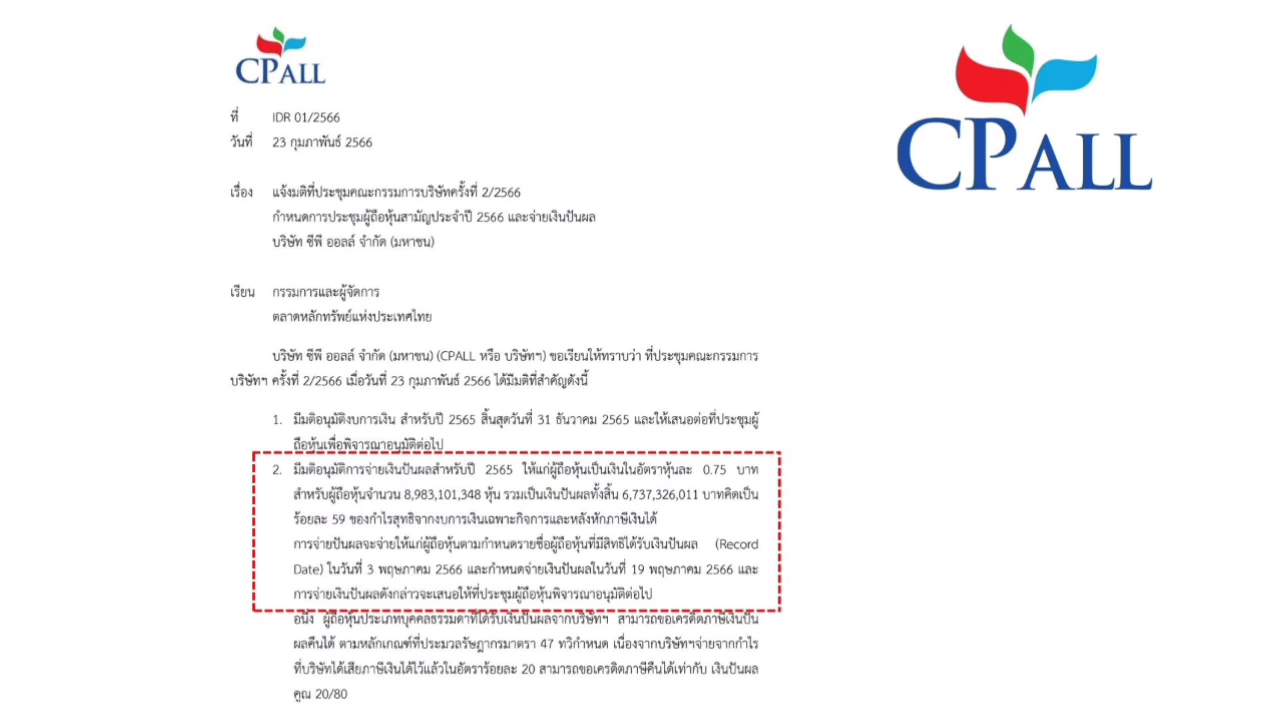 CPALL
CPALL
ที่ IDR 01/2566
วันที่ 23 กุมภาพันธ์ 2566
เรื่อง แจ้งมติที่ประชุมคณะกรรมการบริษัทครั้งที่ 2/2566
กำหนดการประชุมผู้ถือหุ้นสามัญประจำปี 2566 และจ่ายเงินปันผล
บริษัท ซีพี ออลล์ จำกัด (มหาชน)
เรียน กรรมการและผู้จัดการ
ตลาดหลักทรัพย์แห่งประเทศไทย
บริษัท ซีพี ออลล์ จำกัด (มหาชน) (CPALL หรือ บริษัทฯ) ขอเรียนให้ทราบว่า ที่ประชุมคณะกรรมการ
บริษัทฯ ครั้งที่ 2/2566 เมื่อวันที่ 23 กุมภาพันธ์ 2566 ได้มีมติที่สำคัญดังนี้
1. มีมติอนุมัติงบการเงิน สำหรับปี 2565 สิ้นสุดวันที่ 31 ธันวาคม 2565 และให้เสนอต่อที่ประชุมผู้
ถือหุ้นเพื่อพิจารณาอนุมัติต่อไป
2. มีมติอนุมัติการจ่ายเงินปันผลสำหรับปี 2565 ให้แก่ผู้ถือหุ้นเป็นเงินในอัตราหุ้นละ 0.75 บาท
สำหรับผู้ถือหุ้นจำนวน 8,983,101,348 หุ้น รวมเป็นเงินปันผลทั้งสิ้น 6,737,326,011 บาทคิดเป็น
ร้อยละ 59 ของกำไรสุทธิจากงบการเงินเฉพาะกิจการและหลังหักภาษีเงินได้
การจ่ายปันผลจะจ่ายให้แก่ผู้ถือหุ้นตามกำหนดรายชื่อผู้ถือหุ้นที่มีสิทธิได้รับเงินปันผล (Record
Date) ในวันที่ 3 พฤษภาคม 2566 และกำหนดจ่ายเงินปันผลในวันที่ 19 พฤษภาคม 2566 และ
การจ่ายเงินปันผลดังกล่าวจะเสนอให้ที่ประชุมผู้ถือหุ้นพิจารณาอนุมัติต่อไป
อนึ่ง ผู้ถือหุ้นประเภทบุคคลธรรมดาที่ได้รับเงินปันผลจากบริษัทฯ สามารถขอเครดิตภาษีเงินปัน
ผลคืนได้ ตามหลักเกณฑ์ที่ประมวลรัษฎากรมาตรา 47 ทวิกำหนด เนื่องจากบริษัทฯจ่ายจากกำไร
ที่บริษัทได้เสียภาษีเงินได้ไว้แล้วในอัตราร้อยละ 20 สามารถขอเครดิตภาษีคืนได้เท่ากับ เงินปันผล
คูณ 20/80